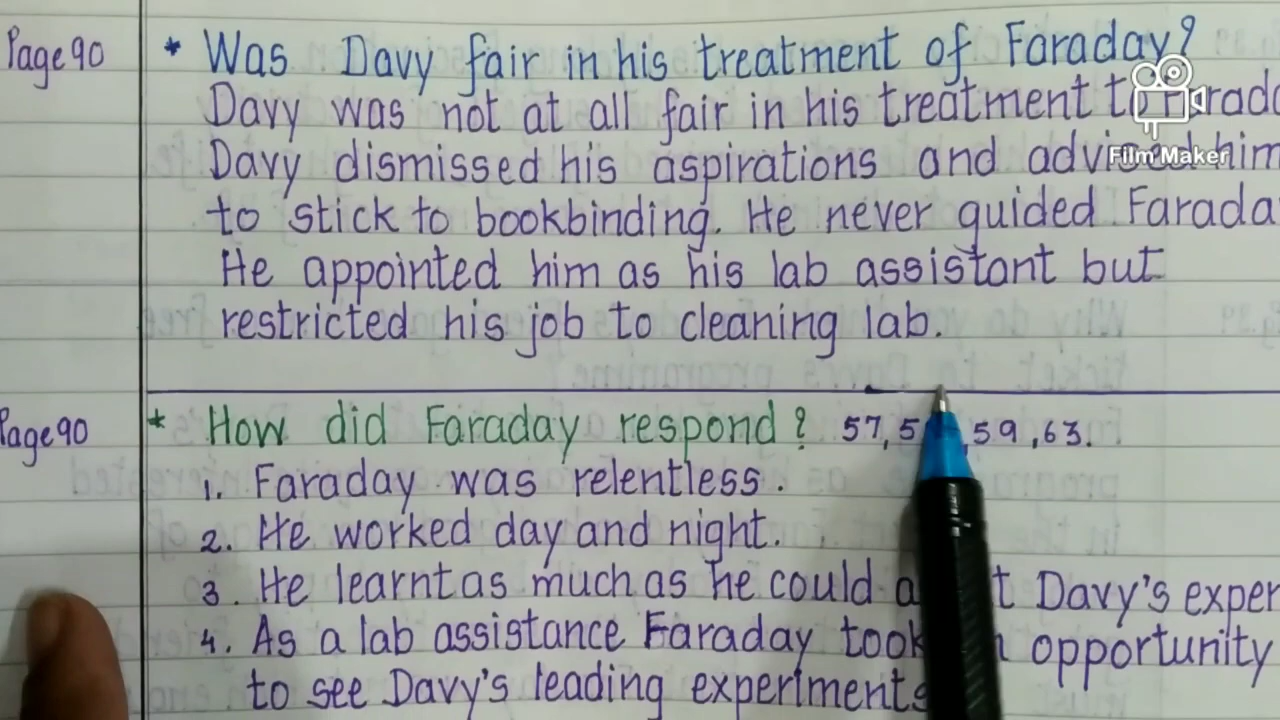 Page 90 * Was Davy fair in his treatment of Faraday?
Davy was not at all fair in his treatment to
Davy dismissed his aspirations and advised him
to stick to bookbinding. He never guided Farada
He appointed him as his lab assistant but
restricted his job to cleaning lab.
Page 90 * How did Faraday respond? 57, 59, 63.
1. Faraday was relentless.
2. He worked day and night.
3. He learnt as much as he could Davy's exper
4. As a lab assistance Faraday took opportunity
to see Davy's leading experiments
Film Maker